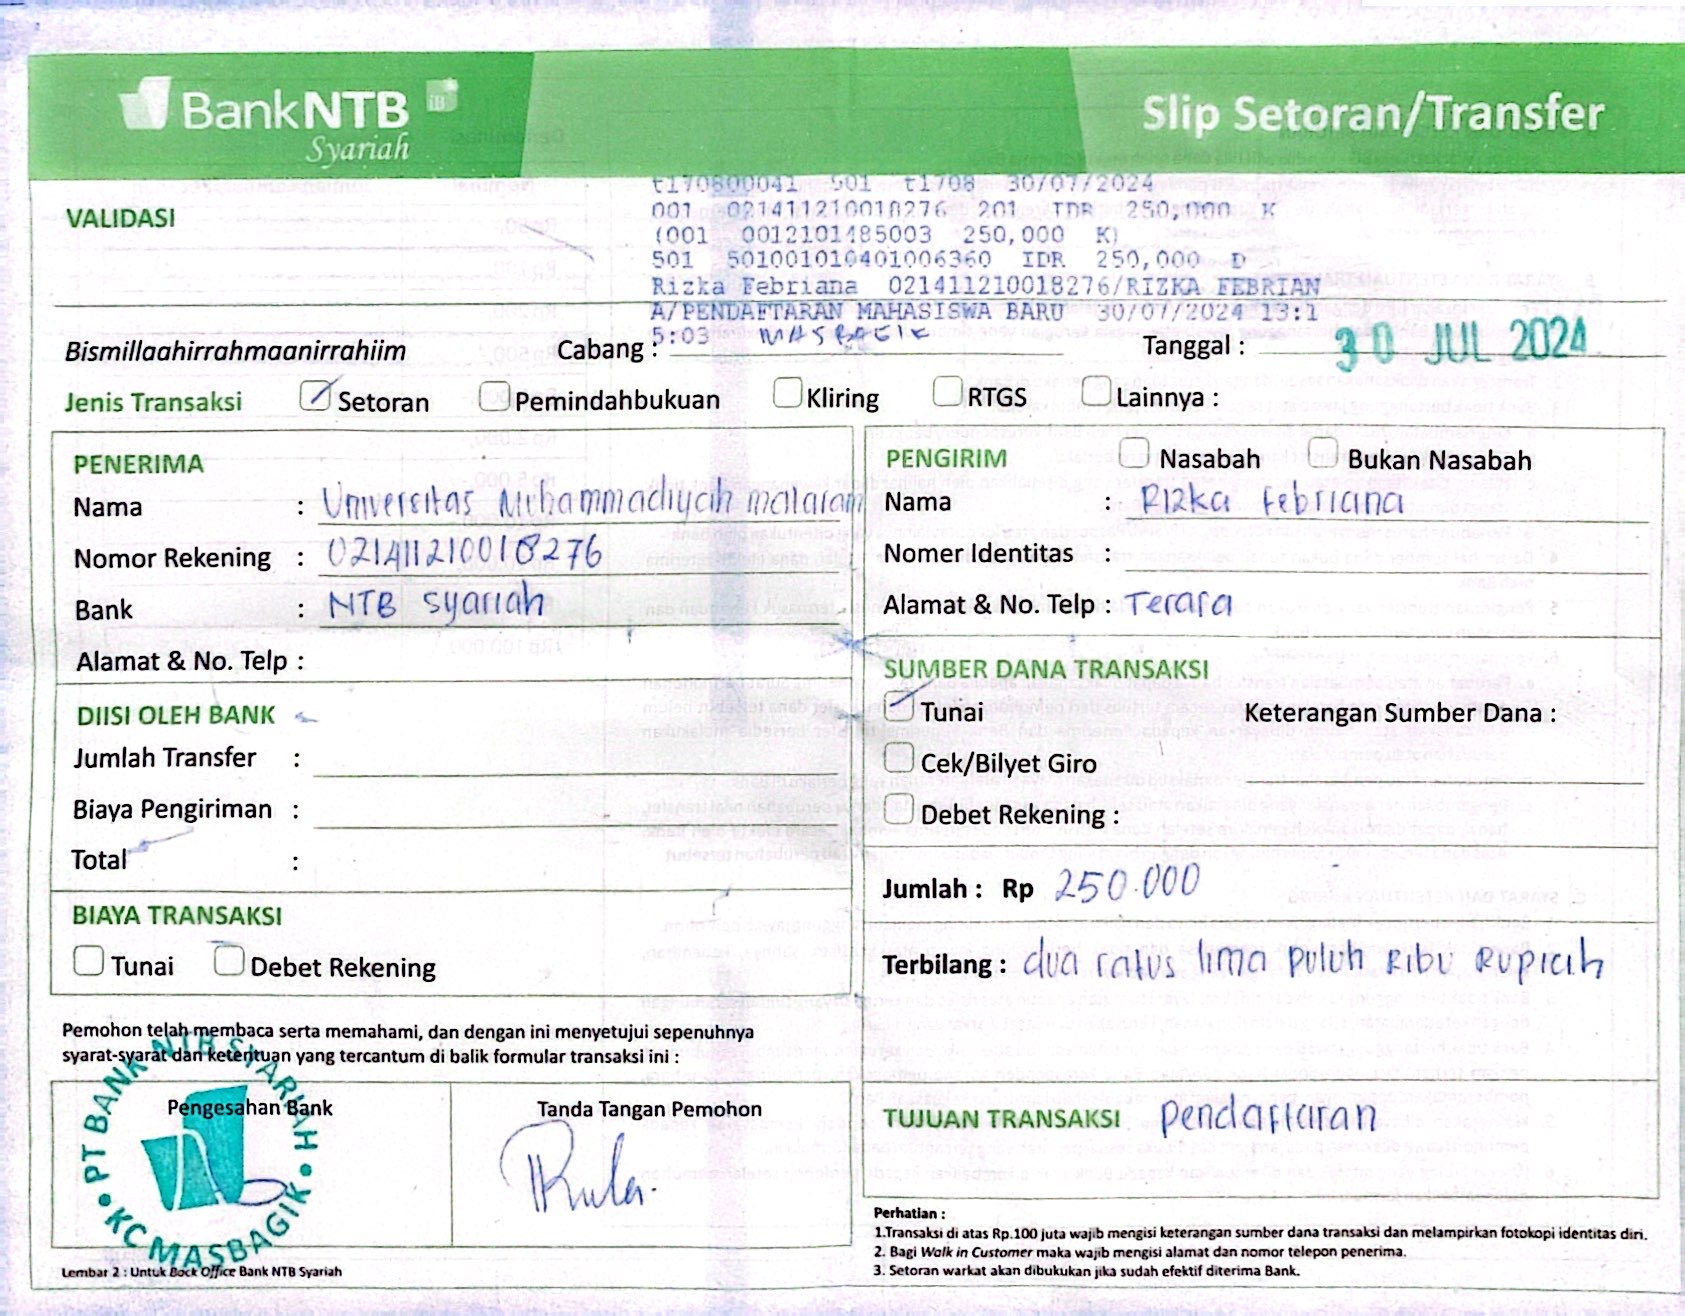 BankNTB iB
Syariah
Slip Setoran/Transfer
VALIDASI
t170800041 501 t1708 30/07/2024
001 021411210018276 201 IDR 250,000 K
(001 0012101485003 250,000 K)
501 501001010401006360 IDR 250,000 D
Rizka Febriana 021411210018276/RIZKA FEBRIAN
A/PENDAFTARAN MAHASISWA BARU 30/07/2024 13:1
5:03
Bismillaahirrahmaanirrahiim Cabang : MASBAGIK Tanggal : 30 JUL 2024
Jenis Transaksi Setoran Pemindahbukuan Kliring RTGS Lainnya :
PENERIMA
Nama : Universitas Muhammadiyah mataram
Nomor Rekening : 021411210018276
Bank : NTB Syariah
Alamat & No. Telp :
DIISI OLEH BANK
Jumlah Transfer :
Biaya Pengiriman :
Total :
BIAYA TRANSAKSI
Tunai Debet Rekening
PENGIRIM Nasabah Bukan Nasabah
Nama : Rizka Febriana
Nomer Identitas :
Alamat & No. Telp : Terara
SUMBER DANA TRANSAKSI
Tunai Keterangan Sumber Dana :
Cek/Bilyet Giro
Debet Rekening :
Jumlah : Rp 250.000
Terbilang : dua ratus lima puluh Ribu Rupiah
TUJUAN TRANSAKSI pendaftaran
Pemohon telah membaca serta memahami, dan dengan ini menyetujui sepenuhnya
syarat-syarat dan ketentuan yang tercantum di balik formular transaksi ini :
Pengesahan Bank Tanda Tangan Pemohon
PT BANK NTB SYARIAH
KC MASBAGIK
Lembar 2 : Untuk Back Office Bank NTB Syariah
Perhatian :
1.Transaksi di atas Rp.100 juta wajib mengisi keterangan sumber dana transaksi dan melampirkan fotokopi identitas diri.
2. Bagi Walk in Customer maka wajib mengisi alamat dan nomor telepon penerima.
3. Setoran warkat akan dibukukan jika sudah efektif diterima Bank.